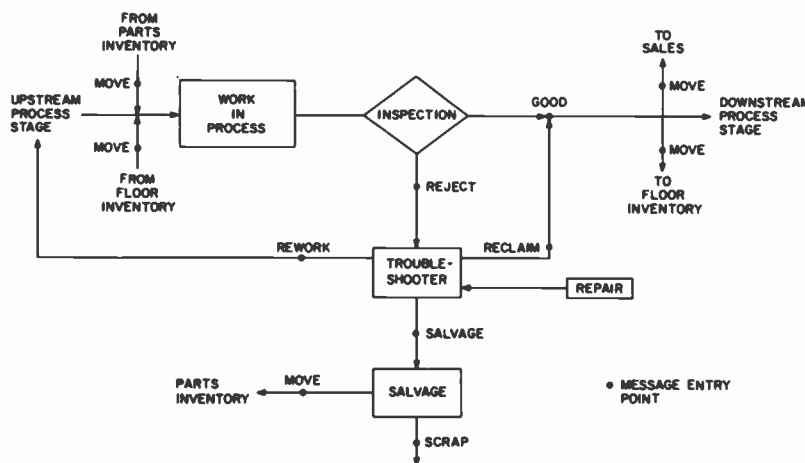 FROM
PARTS
INVENTORY
TO
SALES
MOVE
MOVE
UPSTREAM
PROCESS
STAGE
WORK
IN
PROCESS
INSPECTION
GOOD
DOWNSTREAM
PROCESS
STAGE
MOVE
MOVE
FROM
FLOOR
INVENTORY
REJECT
TO
FLOOR
INVENTORY
REWORK
TROUBLE-
SHOOTER
RECLAIM
REPAIR
SALVAGE
PARTS
INVENTORY
MOVE
SALVAGE
• MESSAGE ENTRY
POINT
SCRAP